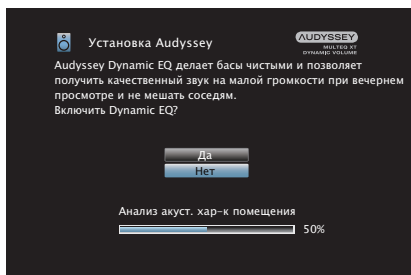 Установка Audyssey
AUDYSSEY
MULTEQ XT
DYNAMIC VOLUME
Audyssey Dynamic EQ делает басы чистыми и позволяет
получить качественный звук на малой громкости при вечернем
просмотре и не мешать соседям.
Включить Dynamic EQ?
Да
Нет
Анализ акуст. хар-к помещения
50%